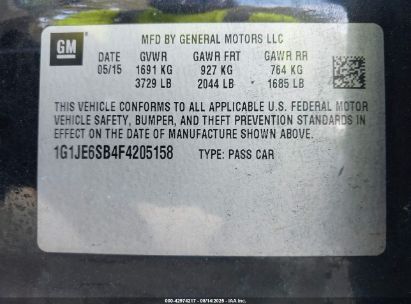 GM
MFD BY GENERAL MOTORS LLC
DATE GVWR GAWR FRT GAWR RR
05/15 1691 KG 927 KG 764 KG
3729 LB 2044 LB 1685 LB
THIS VEHICLE CONFORMS TO ALL APPLICABLE U.S. FEDERAL MOTOR
VEHICLE SAFETY, BUMPER, AND THEFT PREVENTION STANDARDS
IN EFFECT ON THE DATE OF MANUFACTURE SHOWN ABOVE.
1G1JE6SB4F4205158 TYPE: PASS CAR